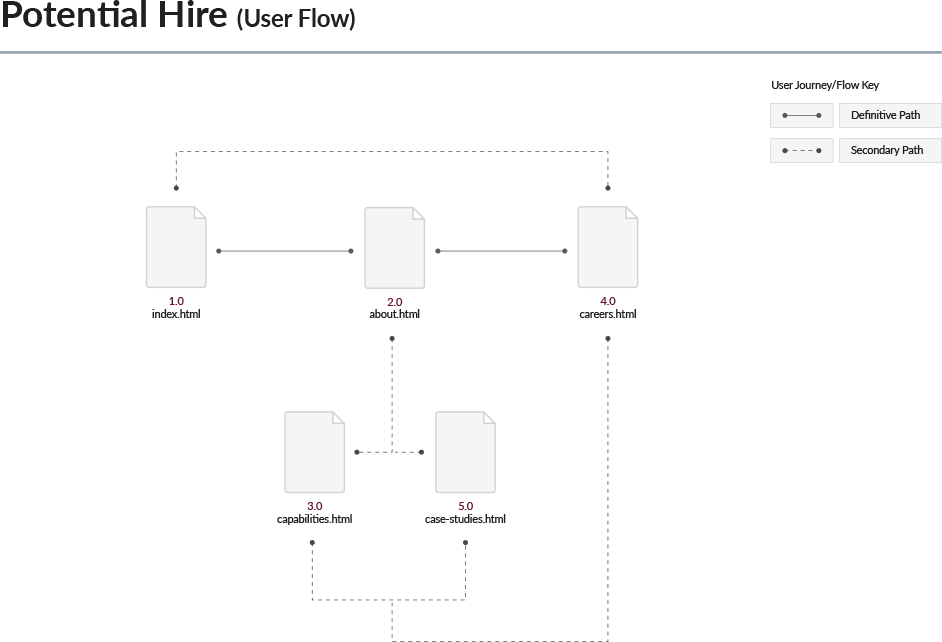 Potential Hire (User Flow)
User Journey/Flow Key
Definitive Path
Secondary Path
1.0
index.html
2.0
about.html
4.0
careers.html
3.0
capabilities.html
5.0
case-studies.html